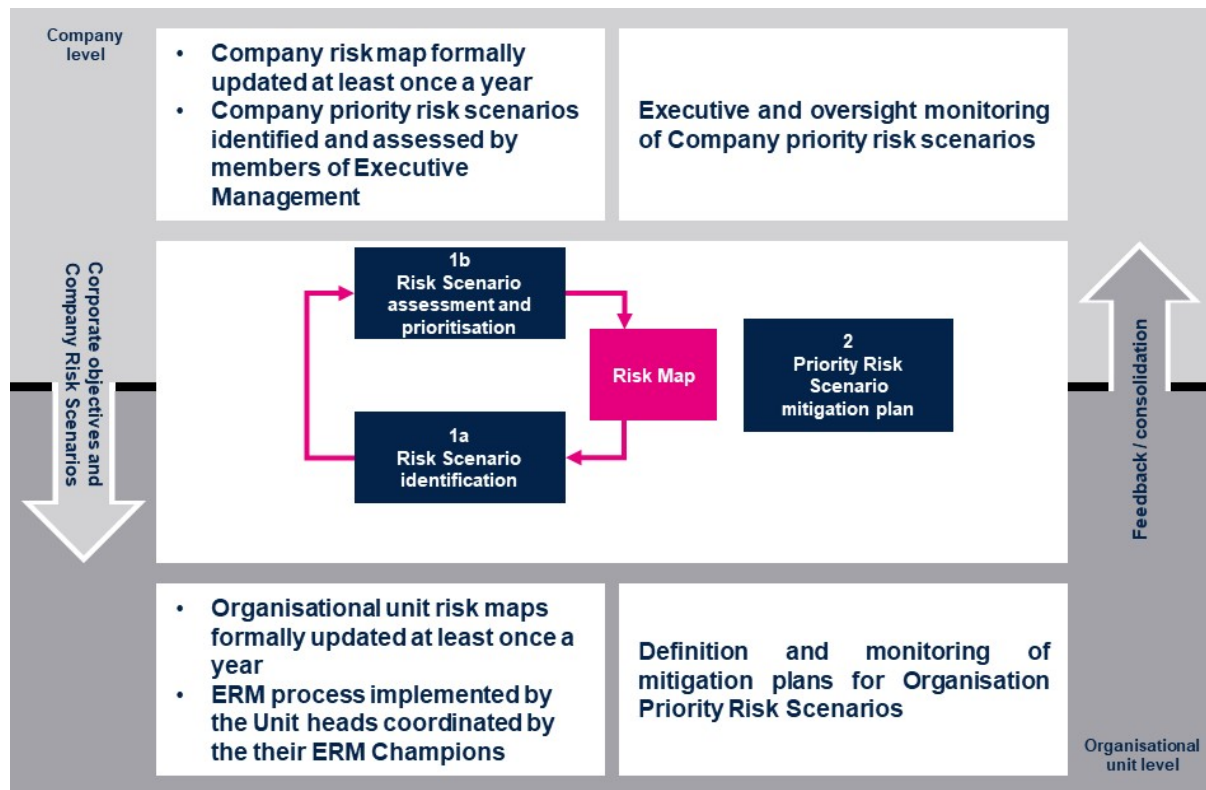 Company
level
• Company risk map formally
updated at least once a year
• Company priority risk scenarios
identified and assessed by
members of Executive
Management
Executive and oversight monitoring
of Company priority risk scenarios
Corporate objectives and
Company Risk Scenarios
1b
Risk Scenario
assessment and
prioritisation
Risk Map
2
Priority Risk
Scenario
mitigation plan
1a
Risk Scenario
identification
Feedback / consolidation
• Organisational unit risk maps
formally updated at least once a
year
• ERM process implemented by
the Unit heads coordinated by
the their ERM Champions
Definition and monitoring of
mitigation plans for Organisation
Priority Risk Scenarios
Organisational
unit level